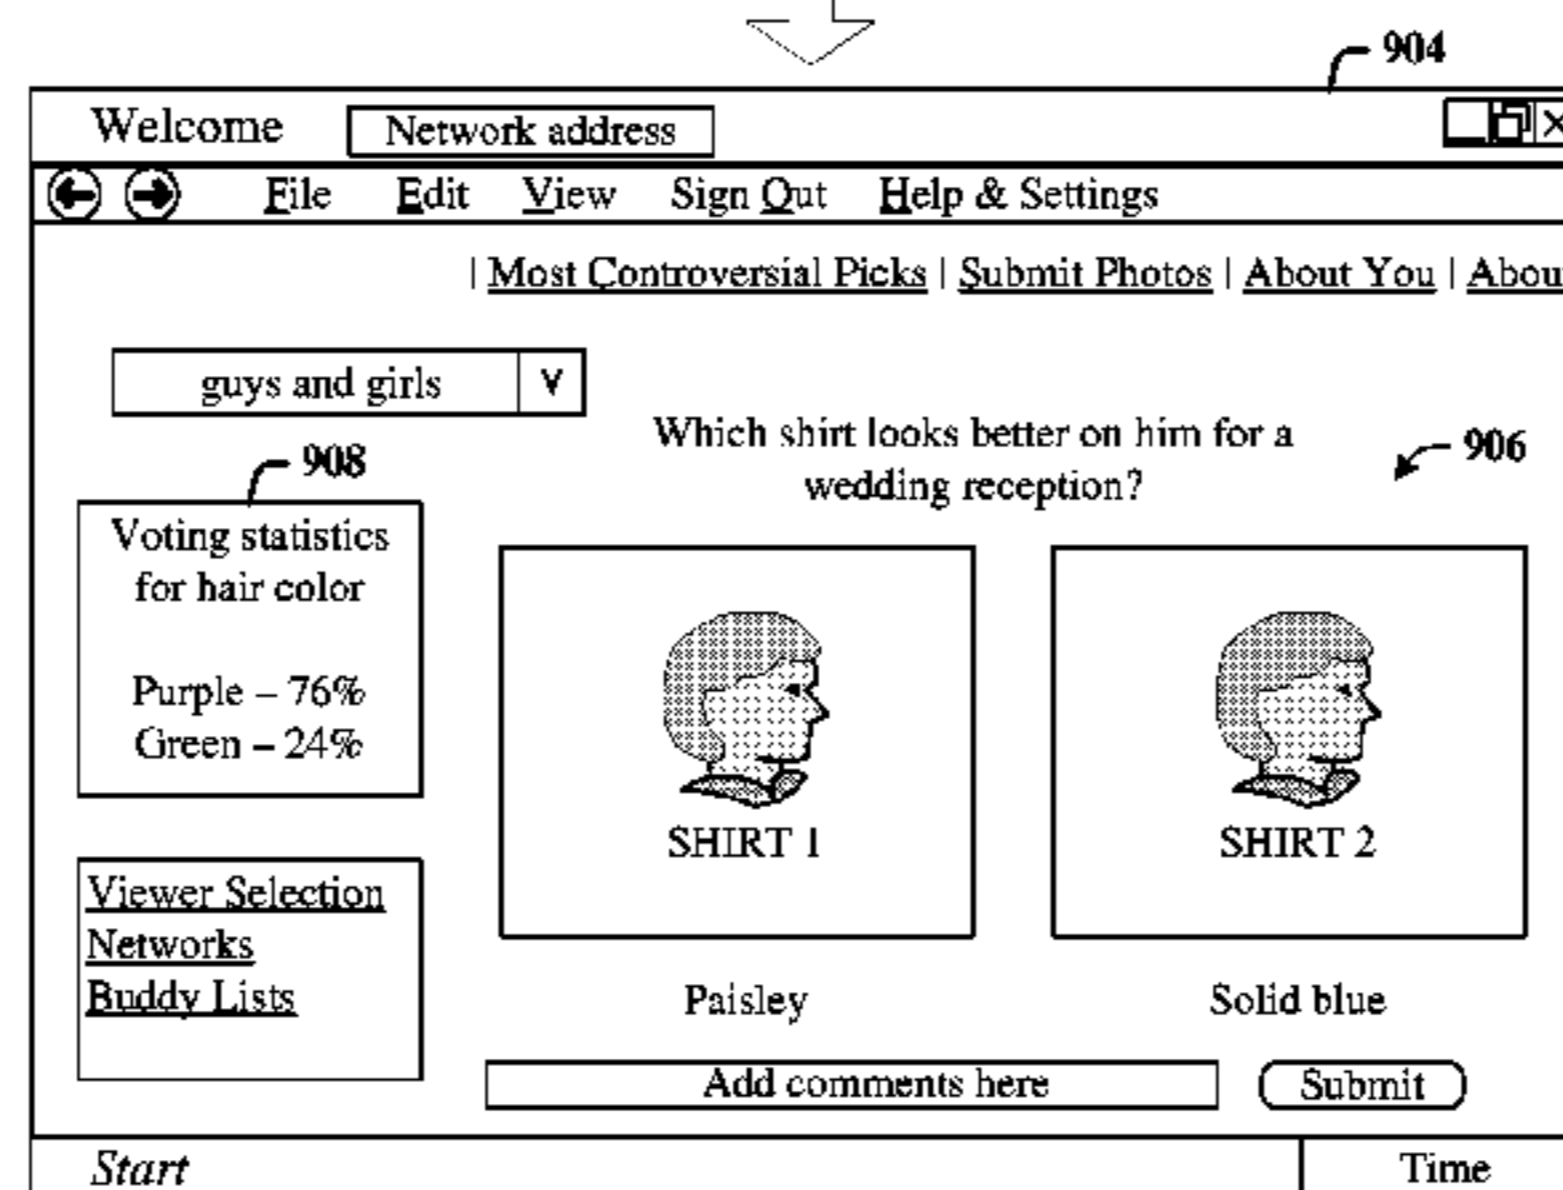 904
Welcome
Network address
File Edit View Sign Out Help & Settings
| Most Controversial Picks | Submit Photos | About You |
guys and girls V
Which shirt looks better on him for a
wedding reception?
906
908
Voting statistics
for hair color
Purple – 76%
Green – 24%
SHIRT 1
SHIRT 2
Viewer Selection
Networks
Buddy Lists
Paisley
Solid blue
Add comments here
Submit
Start
Time